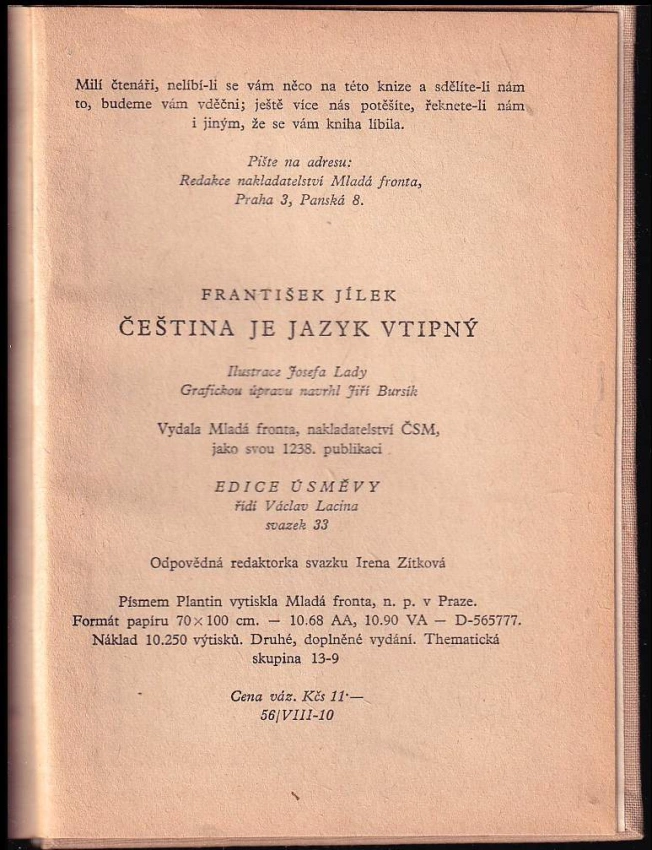 Milí čtenáři, nelíbí-li se vám něco na této knize a sdělíte-li nám
to, budeme vám vděčni; ještě více nás potěšíte, řeknete-li nám
i jiným, že se vám kniha líbila.
Pište na adresu:
Redakce nakladatelství Mladá fronta,
Praha 3, Panská 8.
FRANTIŠEK JÍLEK
ČEŠTINA JE JAZYK VTIPNÝ
Ilustrace Josefa Lady
Grafickou úpravu navrhl Jiří Bursík
Vydala Mladá fronta, nakladatelství ČSM,
jako svou 1238. publikaci
EDICE ÚSMĚVY
řídí Václav Lacina
svazek 33
Odpovědná redaktorka svazku Irena Zítková
Písmem Plantin vytiskla Mladá fronta, n. p. v Praze.
Formát papíru 70×100 cm. — 10.68 AA, 10.90 VA — D-565777.
Náklad 10.250 výtisků. Druhé, doplněné vydání. Thematická
skupina 13-9
Cena váz. Kčs 11·—
56/VIII-10